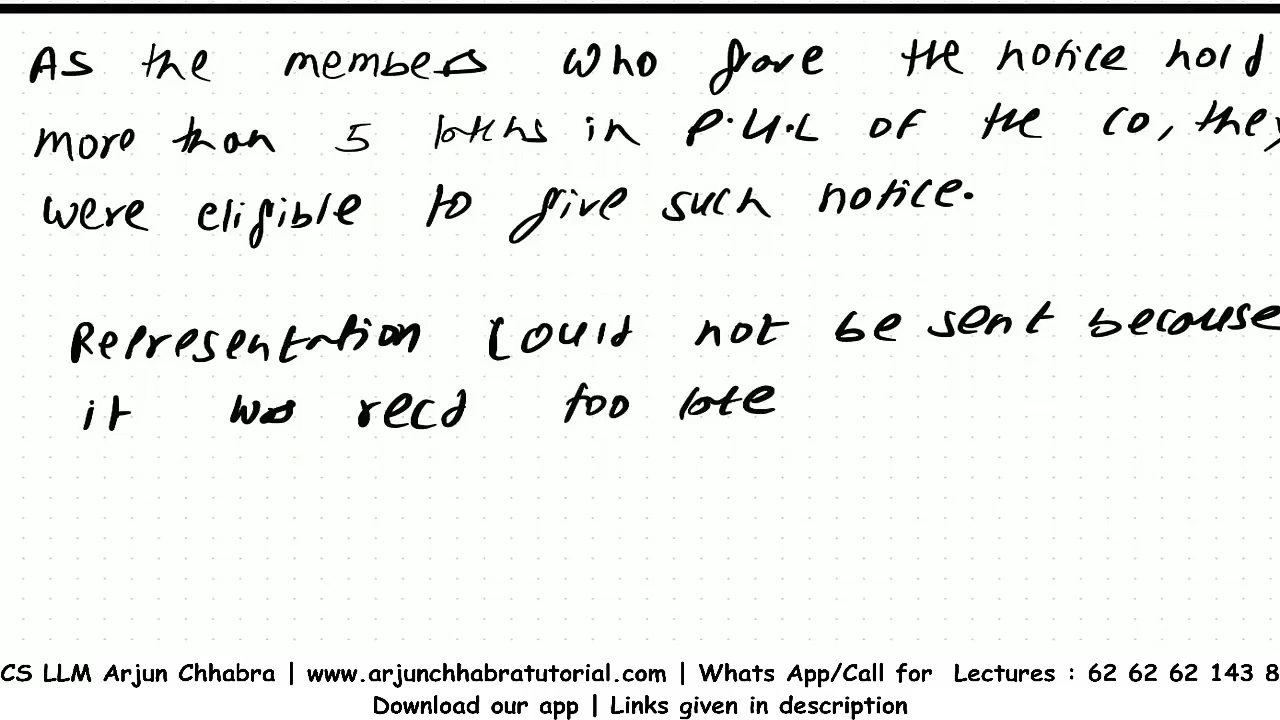 As the members who gave the notice hold
more than 5 lakhs in P.U.C of the co, they
were eligible to give such notice.
Representation could not be sent because
it was recd too late
CS LLM Arjun Chhabra | www.arjunchhabratutorial.com | Whats App/Call for Lectures : 62 62 62 143 8
Download our app | Links given in description